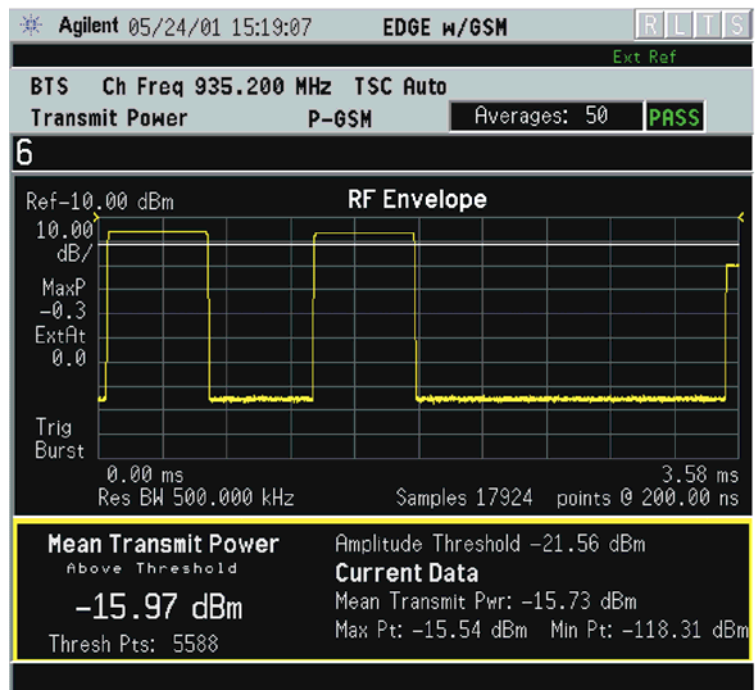 Agilent 05/24/01 15:19:07 EDGE w/GSM R L T S
Ext Ref
BTS Ch Freq 935.200 MHz TSC Auto
Transmit Power P-GSM Averages: 50 PASS
6
Ref-10.00 dBm RF Envelope
10.00
dB/
MaxP
-0.3
ExtAt
0.0
Trig
Burst
0.00 ms 3.58 ms
Res BW 500.000 kHz Samples 17924 points @ 200.00 ns
Mean Transmit Power Amplitude Threshold -21.56 dBm
Above Threshold Current Data
-15.97 dBm Mean Transmit Pwr: -15.73 dBm
Thresh Pts: 5588 Max Pt: -15.54 dBm Min Pt: -118.31 dBm